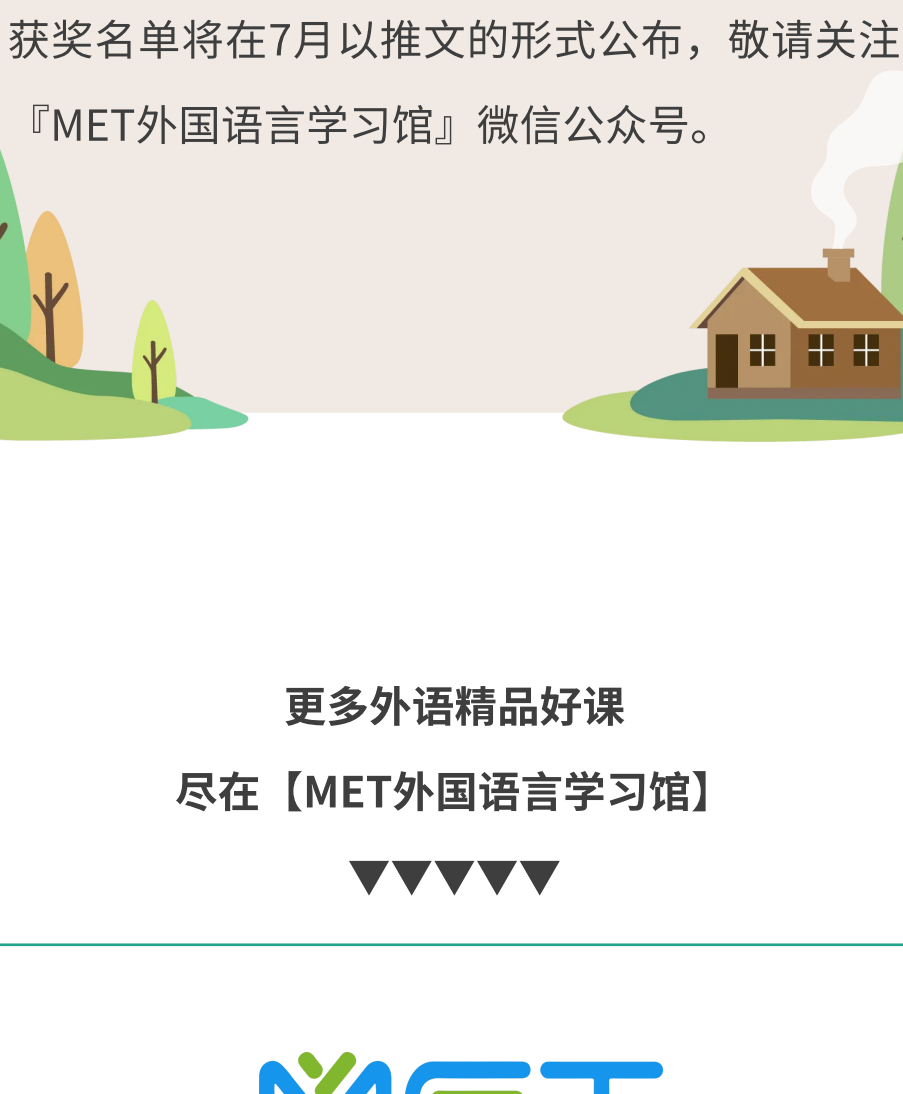 获奖名单将在7月以推文的形式公布，敬请关注
『MET外国语言学习馆』微信公众号。
更多外语精品好课
尽在【MET外国语言学习馆】
▼▼▼▼▼
MET